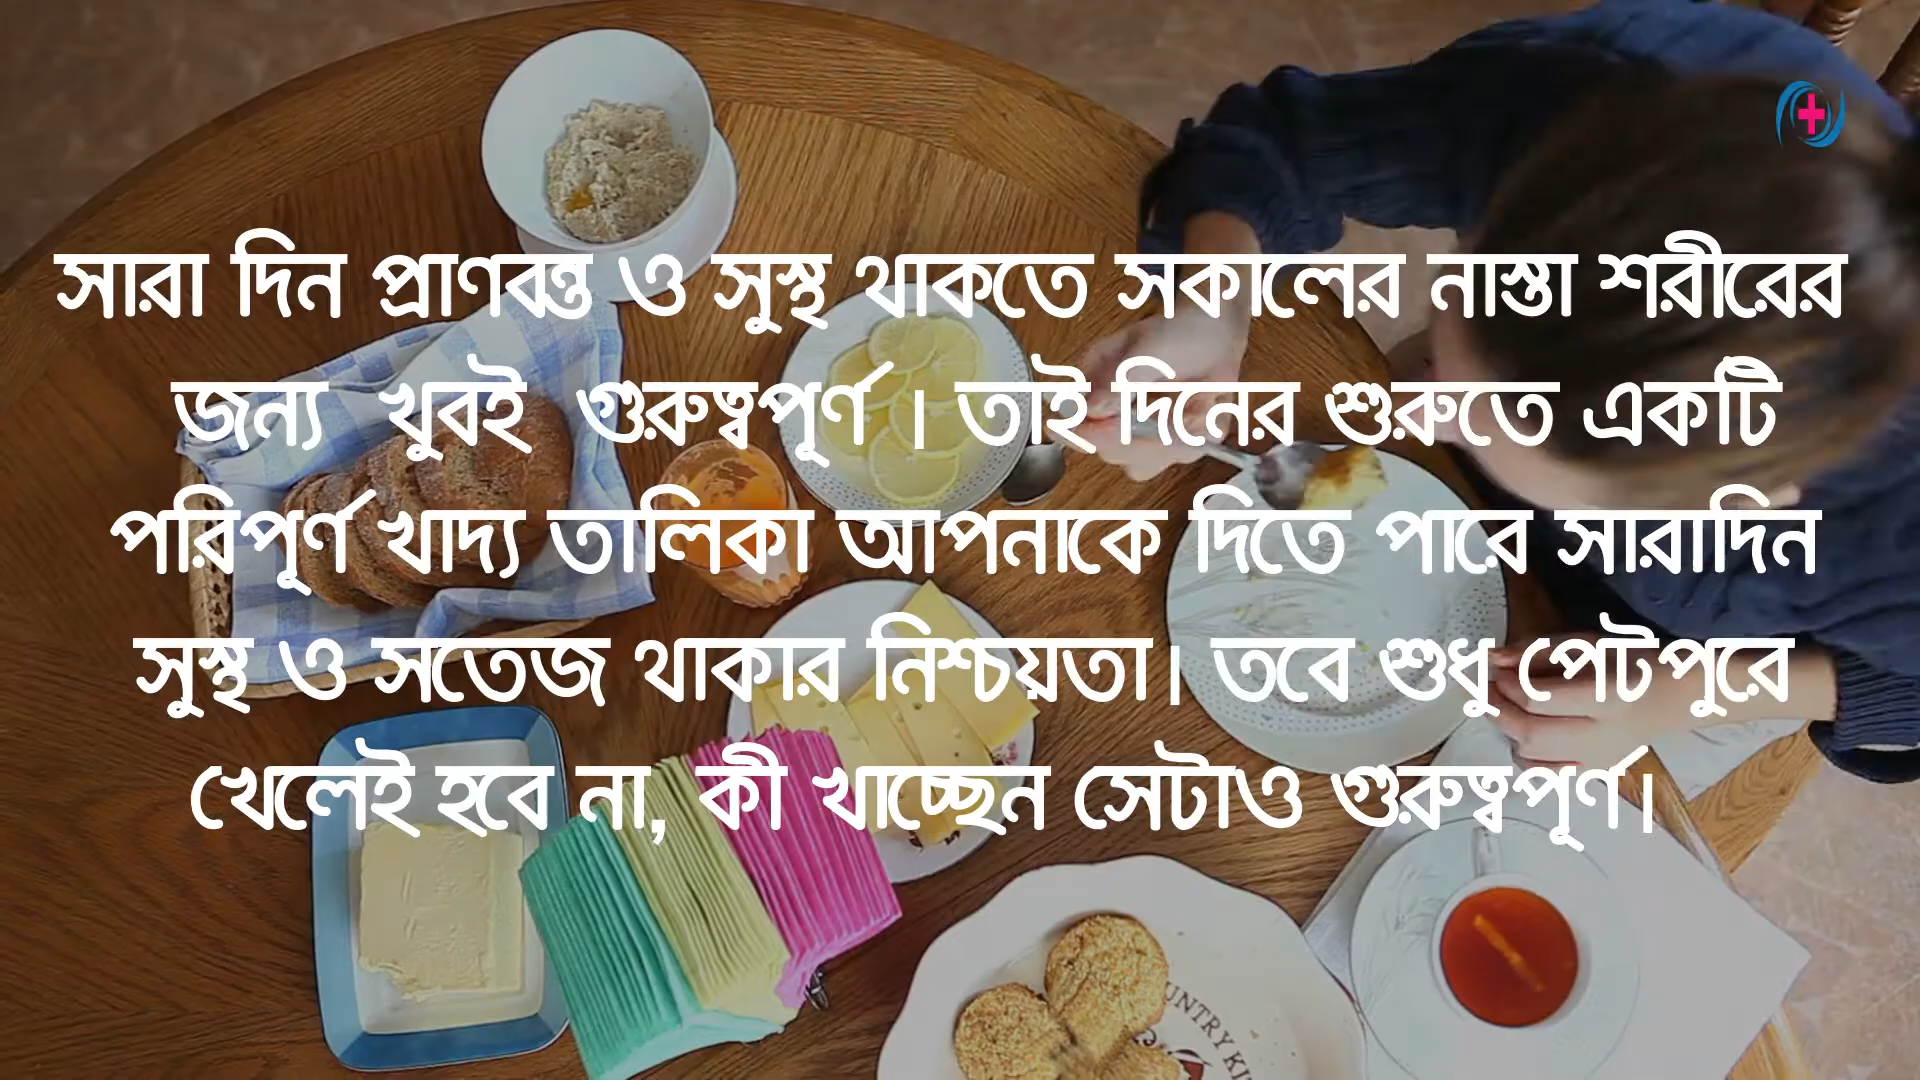 সারা দিন প্রাণবন্ত ও সুস্থ থাকতে সকালের নাস্তা শরীরের
জন্য খুবই গুরুত্বপূর্ণ । তাই দিনের শুরুতে একটি
পরিপূর্ণ খাদ্য তালিকা আপনাকে দিতে পারে সারাদিন
সুস্থ ও সতেজ থাকার নিশ্চয়তা। তবে শুধু পেটপুরে
খেলেই হবে না, কী খাচ্ছেন সেটাও গুরুত্বপূর্ণ।